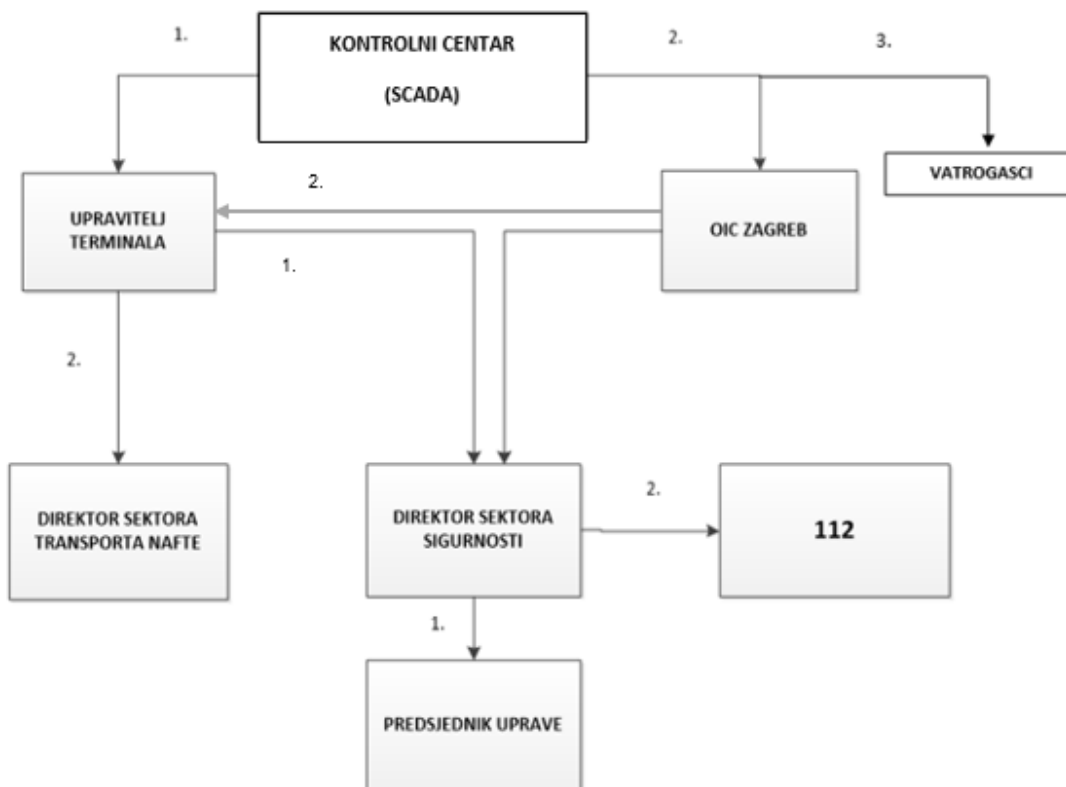 1.
KONTROLNI CENTAR
(SCADA)
2.
3.
VATROGASCI
UPRAVITELJ
TERMINALA
2.
OIC ZAGREB
1.
2.
DIREKTOR SEKTORA
TRANSPORTA NAFTE
DIREKTOR SEKTORA
SIGURNOSTI
2.
112
1.
PREDSJEDNIK UPRAVE